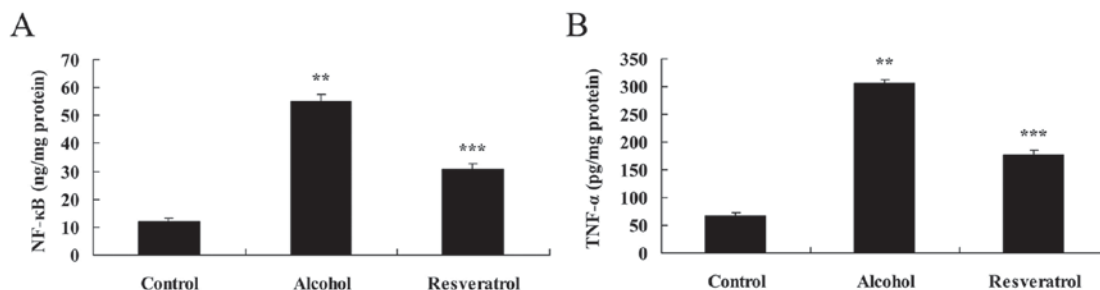 A
NF-κB (ng/mg protein)
70
60
50
40
30
20
10
0
**
***
Control
Alcohol
Resveratrol
B
TNF-α (pg/mg protein)
350
300
250
200
150
100
50
0
**
***
Control
Alcohol
Resveratrol